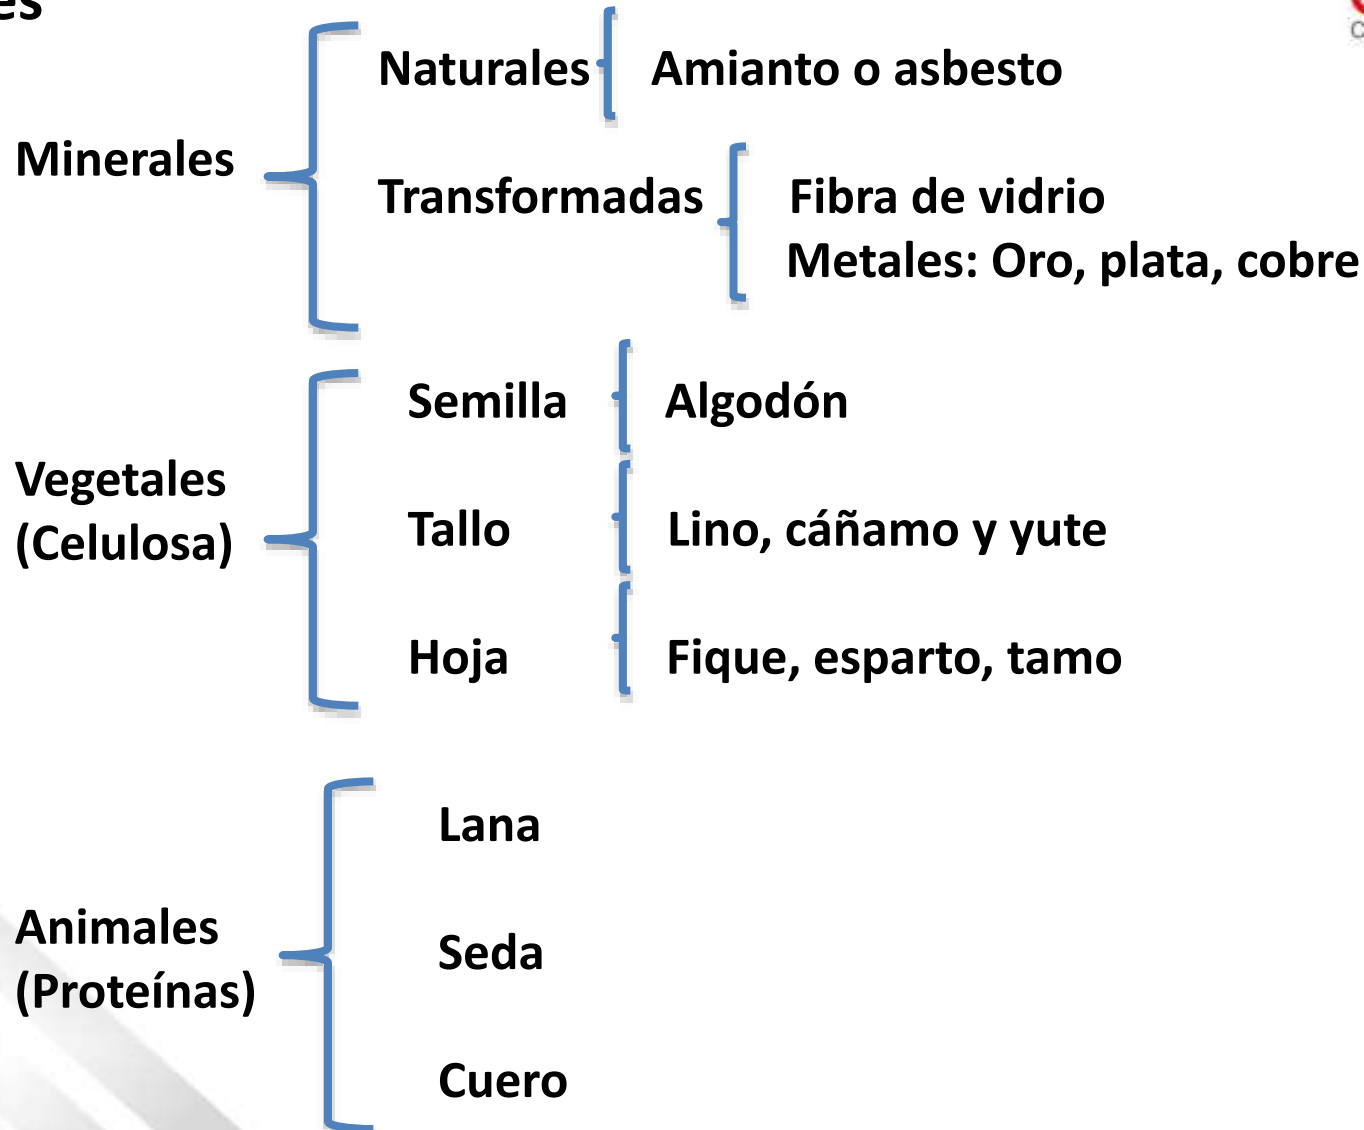 es
Minerales
Naturales
Amianto o asbesto
Transformadas
Fibra de vidrio
Metales: Oro, plata, cobre
Vegetales
(Celulosa)
Semilla
Algodón
Tallo
Lino, cáñamo y yute
Hoja
Fique, esparto, tamo
Animales
(Proteínas)
Lana
Seda
Cuero